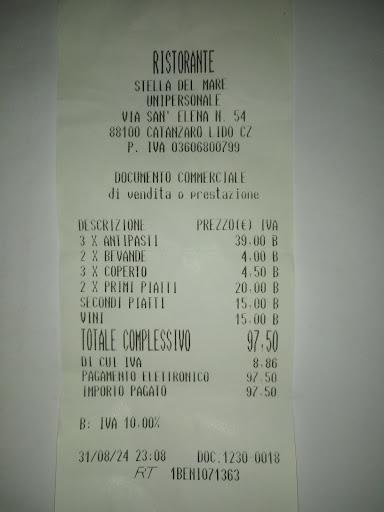 RISTORANTE
STELLA DEL MARE
UNIPERSONALE
VIA SAN' ELENA N. 54
88100 CATANZARO LIDO CZ
P. IVA 03606800799
DOCUMENTO COMMERCIALE
di vendita o prestazione
DESCRIZIONE PREZZO(€) IVA
3 X ANTIPASTI 39,00 B
2 X BEVANDE 4,00 B
3 X COPERTO 4,50 B
2 X PRIMI PIATTI 20,00 B
SECONDI PIATTI 15,00 B
VINI 15,00 B
TOTALE COMPLESSIVO 97,50
DI CUI IVA 8,86
PAGAMENTO ELETTRONICO 97,50
IMPORTO PAGATO 97,50
B: IVA 10,00%
31/08/24 23:08 DOC.1230-0018
RT 1BENI071363